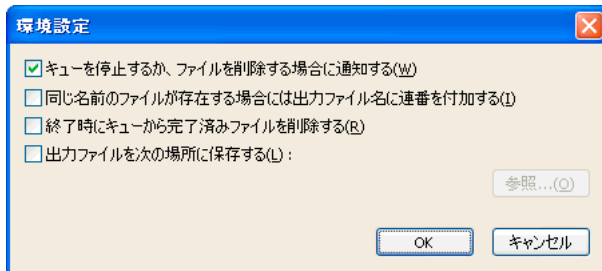 環境設定
キューを停止するか、ファイルを削除する場合に通知する(W)
同じ名前のファイルが存在する場合には出力ファイル名に連番を付加する(I)
終了時にキューから完了済みファイルを削除する(R)
出力ファイルを次の場所に保存する(L):
参照...(O)
OK
キャンセル